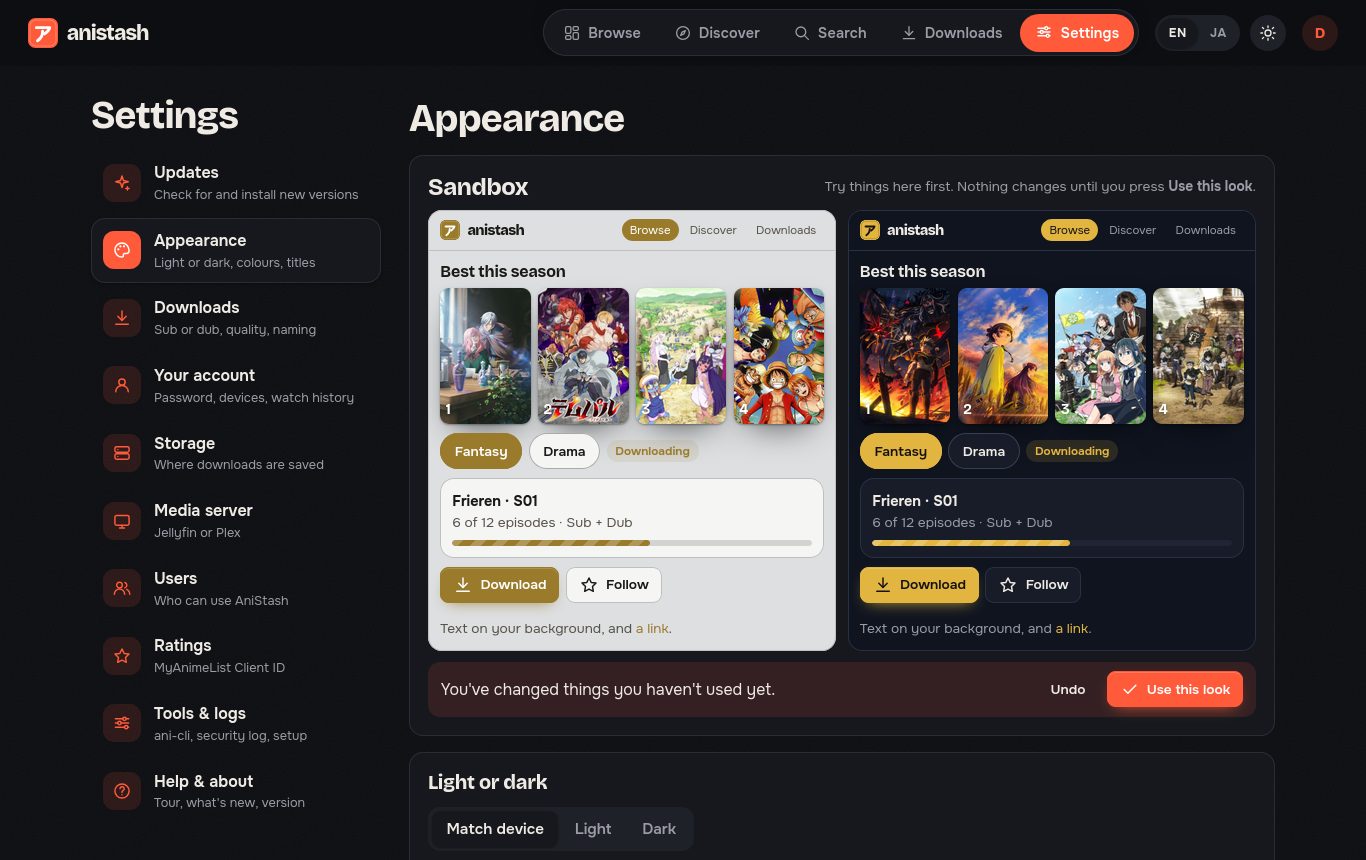 anistash
Browse
Discover
Search
Downloads
Settings
EN
JA
D
Settings
Updates
Check for and install new versions
Appearance
Light or dark, colours, titles
Downloads
Sub or dub, quality, naming
Your account
Password, devices, watch history
Storage
Where downloads are saved
Media server
Jellyfin or Plex
Users
Who can use AniStash
Ratings
MyAnimeList Client ID
Tools & logs
ani-cli, security log, setup
Help & about
Tour, what's new, version
Appearance
Sandbox
Try things here first. Nothing changes until you press Use this look.
anistash
Browse
Discover
Downloads
Best this season
1
2
3
4
Fantasy
Drama
Downloading
Frieren · S01
6 of 12 episodes · Sub + Dub
Download
Follow
Text on your background, and a link.
anistash
Browse
Discover
Downloads
Best this season
1
2
3
4
Fantasy
Drama
Downloading
Frieren · S01
6 of 12 episodes · Sub + Dub
Download
Follow
Text on your background, and a link.
You've changed things you haven't used yet.
Undo
Use this look
Light or dark
Match device
Light
Dark